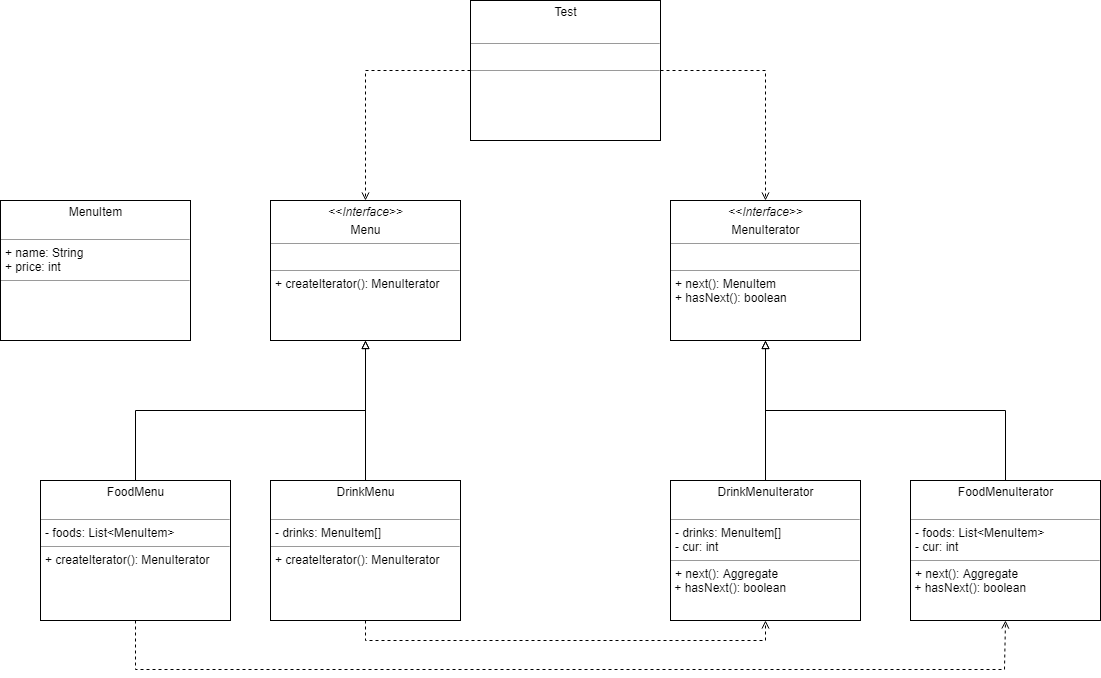 Test
MenuItem
+ name: String
+ price: int
<<Interface>>
Menu
+ createIterator(): MenuIterator
<<Interface>>
MenuIterator
+ next(): MenuItem
+ hasNext(): boolean
FoodMenu
- foods: List<MenuItem>
+ createIterator(): MenuIterator
DrinkMenu
- drinks: MenuItem[]
+ createIterator(): MenuIterator
DrinkMenuIterator
- drinks: MenuItem[]
- cur: int
+ next(): Aggregate
+ hasNext(): boolean
FoodMenuIterator
- foods: List<MenuItem>
- cur: int
+ next(): Aggregate
+ hasNext(): boolean